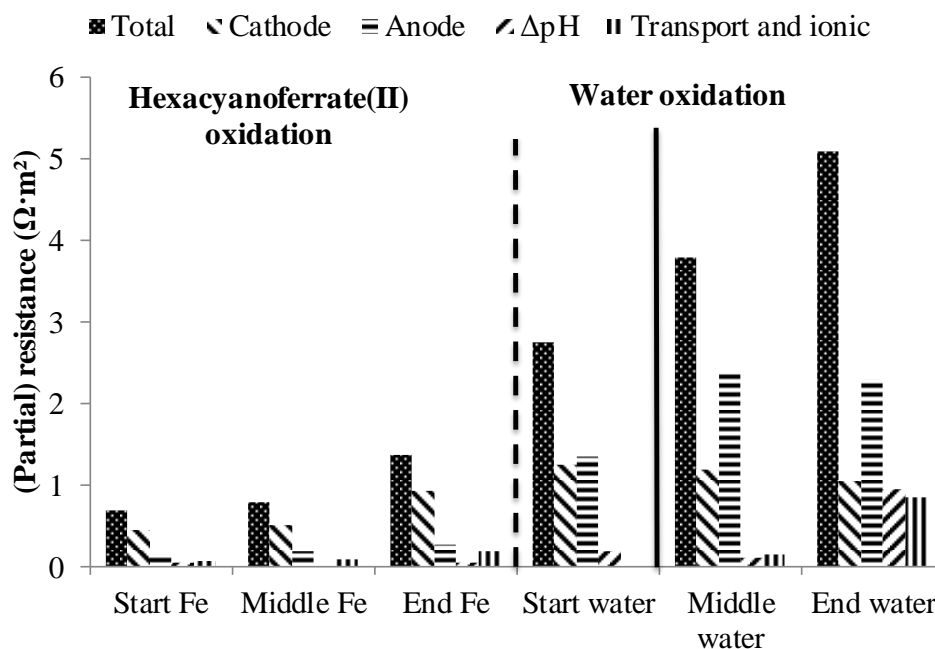 Total Cathode Anode ΔpH Transport and ionic
6
Hexacyanoferrate(II)
oxidation
Water oxidation
5
4
3
2
1
0
(Partial) resistance (Ω·m²)
Start Fe Middle Fe End Fe Start water Middle
water End water